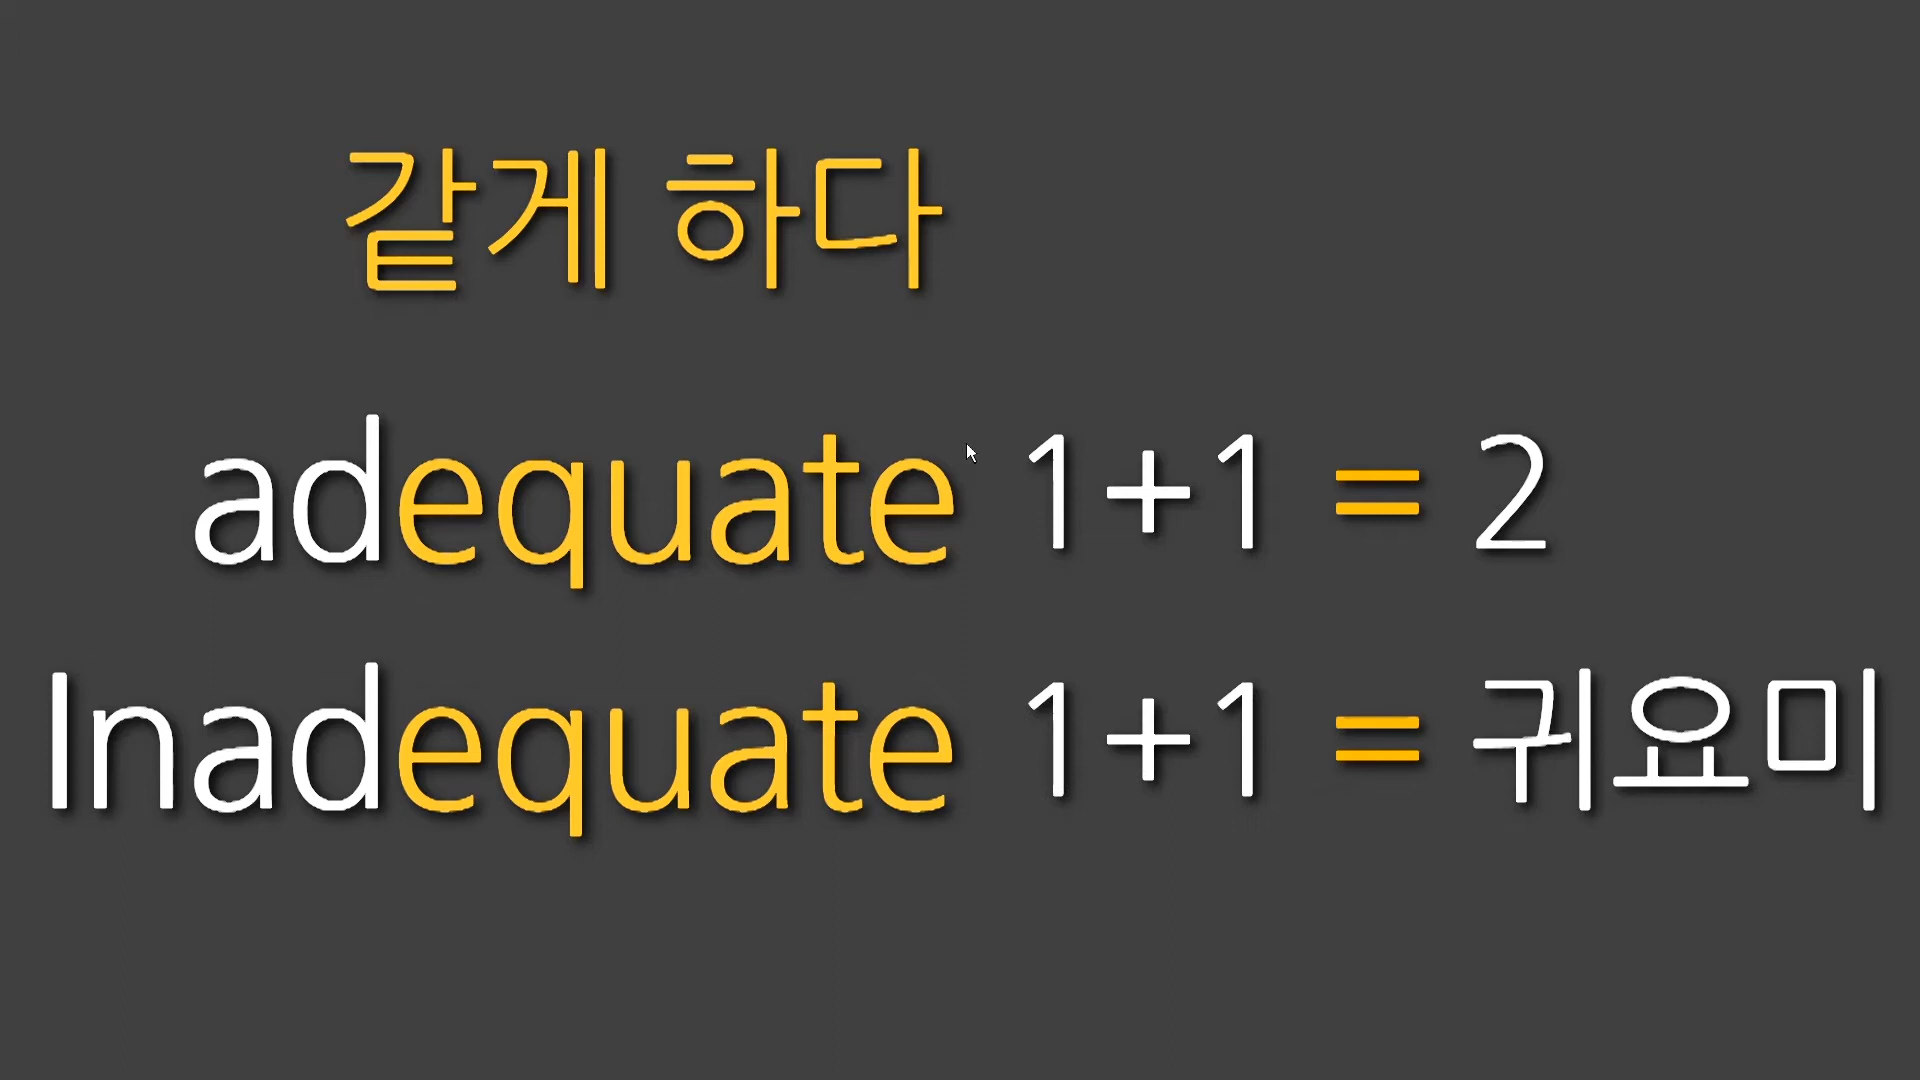 같게 하다
adequate 1+1 = 2
Inadequate 1+1 = 귀요미